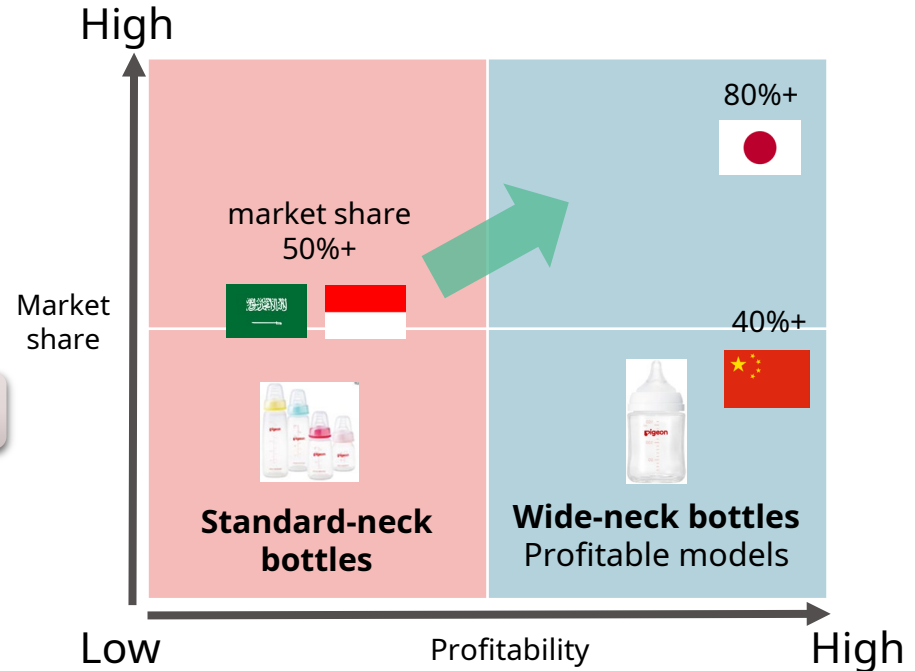 High
80%+
market share
50%+
Market
share
40%+
pigeon
Standard-neck
bottles
Wide-neck bottles
Profitable models
Low
Profitability
High